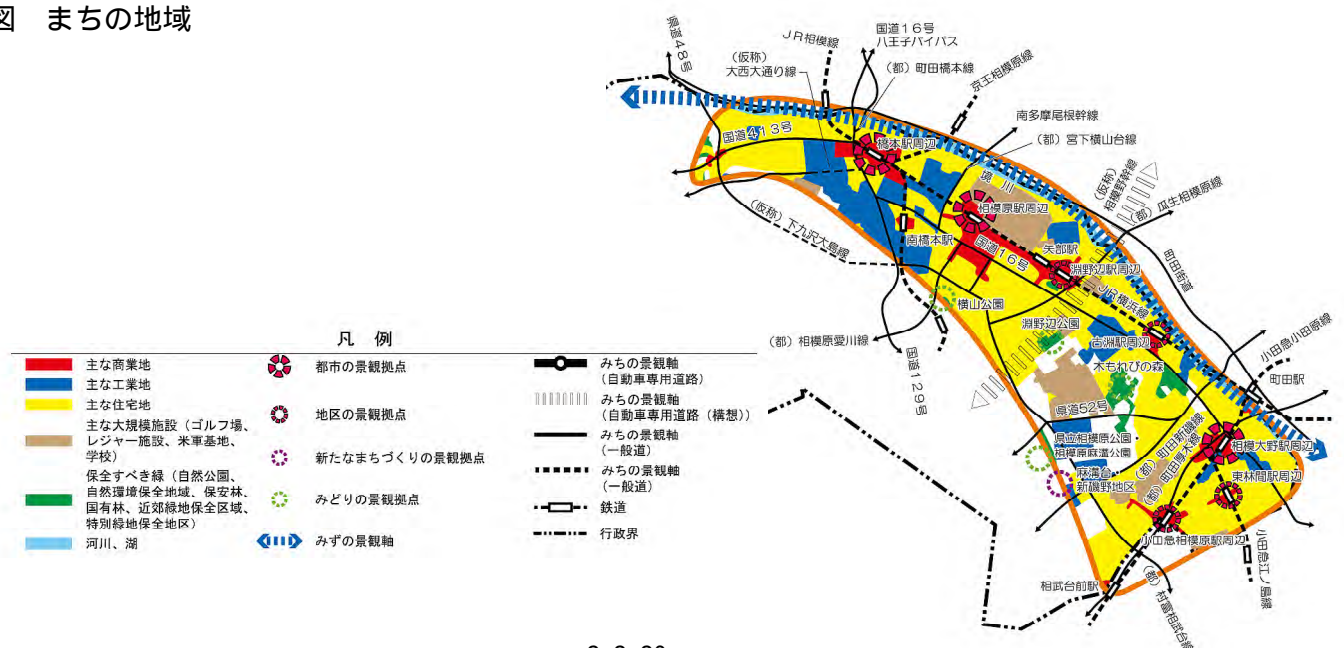 図 まちの地域
県道48号
JR相模線
国道16号
八王子バイパス
(仮称)
大西大通り線
(都)町田橋本線
京王相模原線
南多摩尾根幹線
(都)宮下横山台線
国道413号
橋本駅周辺
境川
(仮称)
相模野幹線
(都)瓜生相模原線
相模原駅周辺
(仮称)下九沢大島線
南橋本駅
国道16号
矢部駅
淵野辺駅周辺
町田街道
JR横浜線
横山公園
淵野辺公園
(都)相模原愛川線
国道129号
古淵駅周辺
小田急小田原線
町田駅
木もれびの森
県道52号
県立相模原公園・
相模原麻溝公園
(都)町田新磯線
(都)町田厚木線
相模大野駅周辺
麻溝台
新磯野地区
東林間駅周辺
小田急相模原駅周辺
小田急江ノ島線
相武台前駅
(都)村富相武台線
凡 例
主な商業地
主な工業地
主な住宅地
主な大規模施設(ゴルフ場、
レジャー施設、米軍基地、
学校)
保全すべき緑(自然公園、
自然環境保全地域、保安林、
国有林、近郊緑地保全区域、
特別緑地保全地区)
河川、湖
都市の景観拠点
地区の景観拠点
新たなまちづくりの景観拠点
みどりの景観拠点
みずの景観軸
みちの景観軸
(自動車専用道路)
みちの景観軸
(自動車専用道路(構想))
みちの景観軸
(一般道)
みちの景観軸
(一般道)
鉄道
行政界